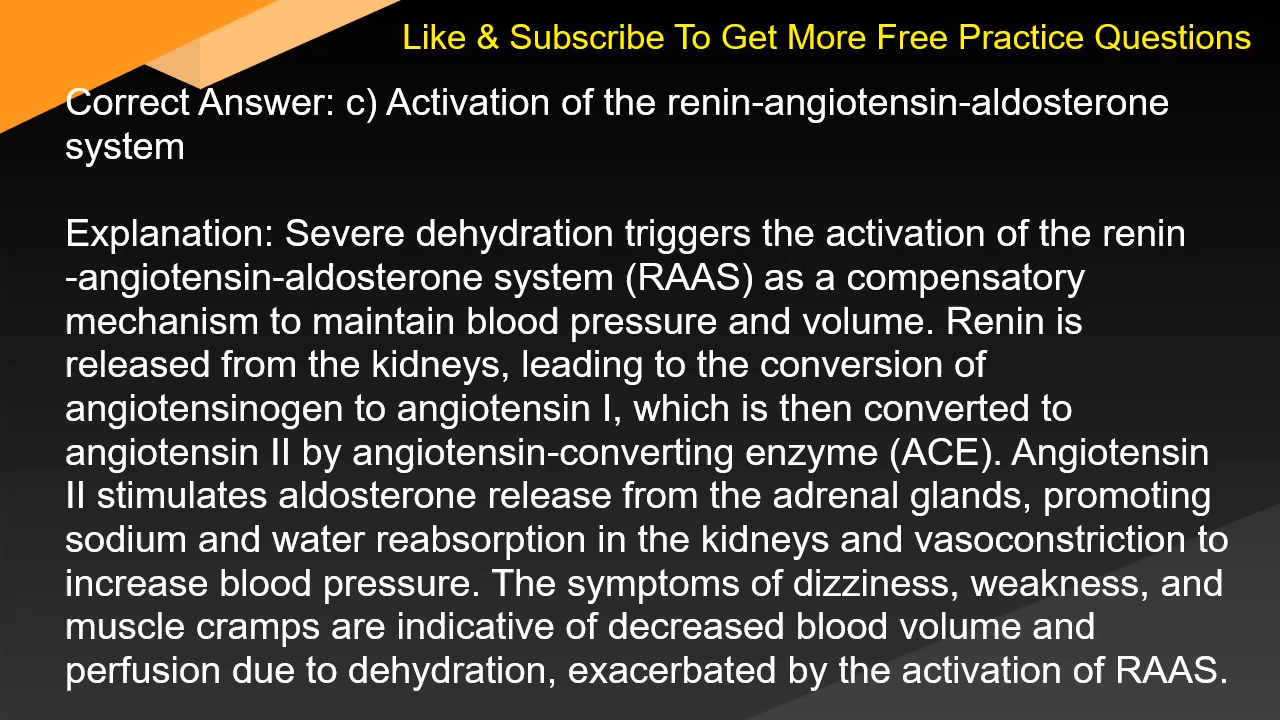 Like & Subscribe To Get More Free Practice Questions
Correct Answer: c) Activation of the renin-angiotensin-aldosterone
system
Explanation: Severe dehydration triggers the activation of the renin
-angiotensin-aldosterone system (RAAS) as a compensatory
mechanism to maintain blood pressure and volume. Renin is
released from the kidneys, leading to the conversion of
angiotensinogen to angiotensin I, which is then converted to
angiotensin II by angiotensin-converting enzyme (ACE). Angiotensin
II stimulates aldosterone release from the adrenal glands, promoting
sodium and water reabsorption in the kidneys and vasoconstriction to
increase blood pressure. The symptoms of dizziness, weakness, and
muscle cramps are indicative of decreased blood volume and
perfusion due to dehydration, exacerbated by the activation of RAAS.